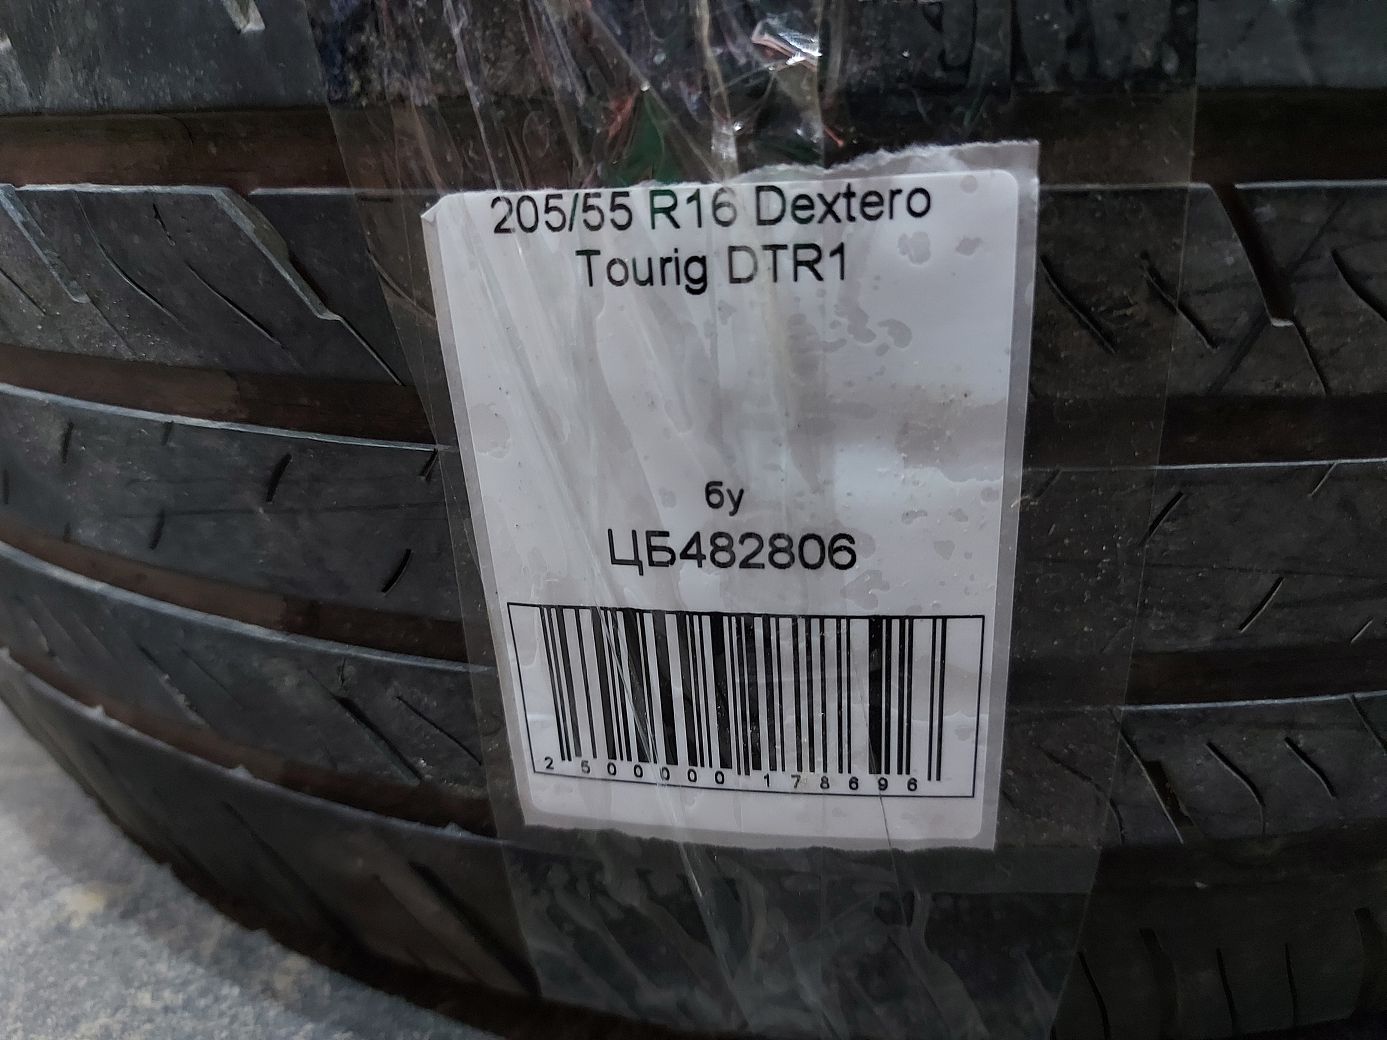 205/55 R16 Dextero
Tourig DTR1
бу
ЦБ482806
2500000178696